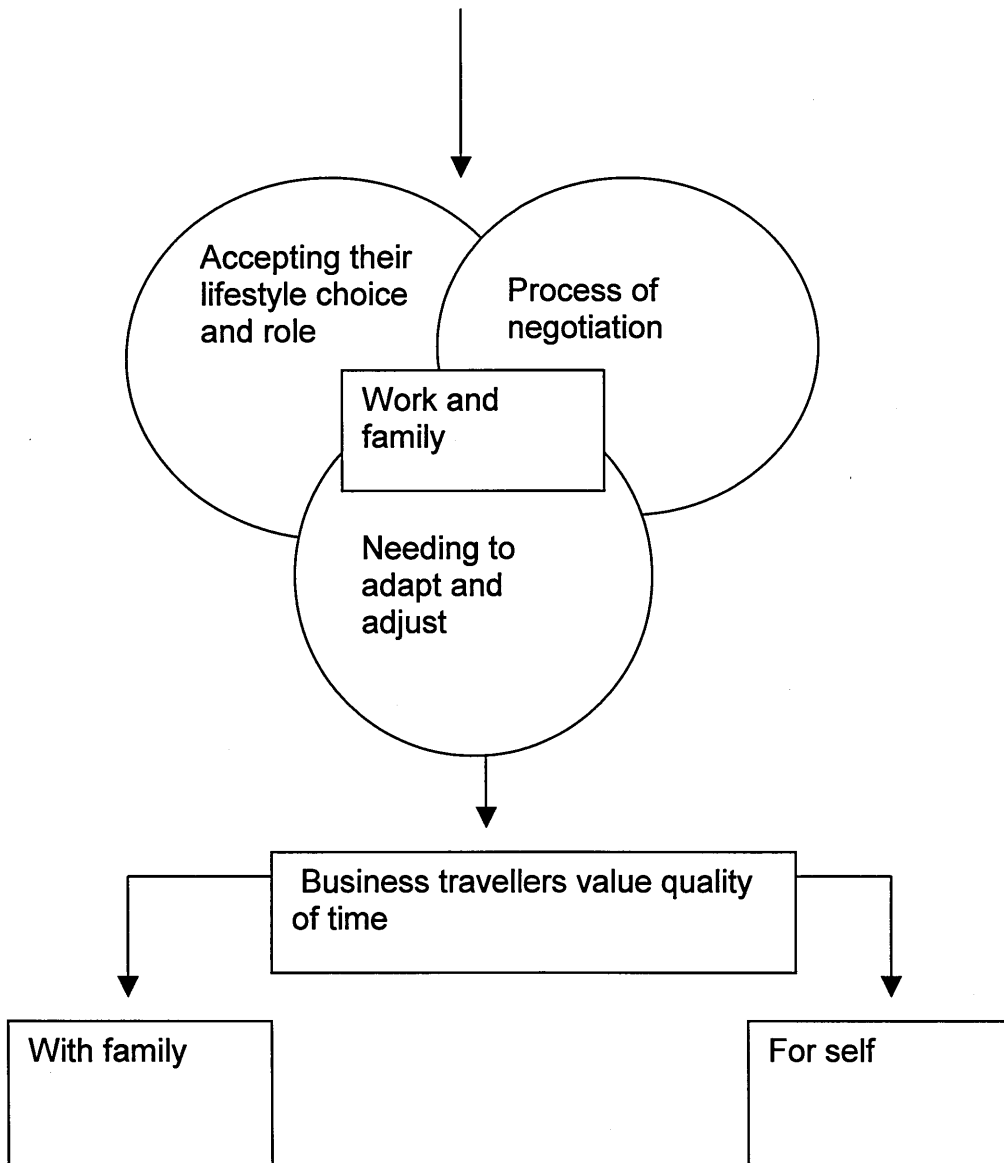 Accepting their
lifestyle choice
and role
Process of
negotiation
Work and
family
Needing to
adapt and
adjust
Business travellers value quality
of time
With family
For self